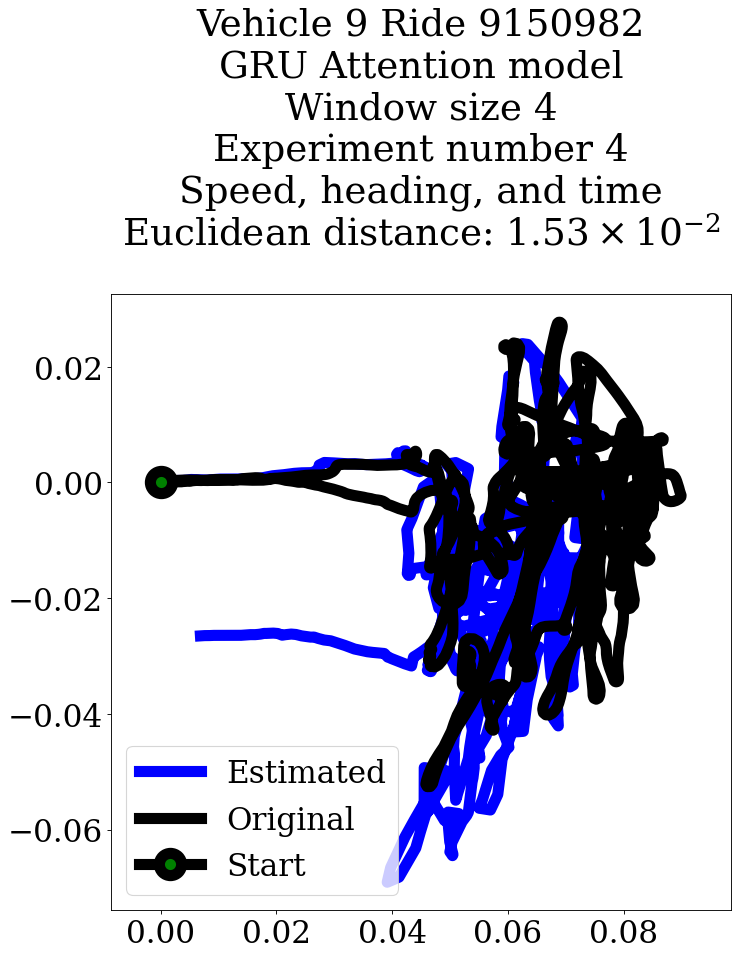 Vehicle 9 Ride 9150982
GRU Attention model
Window size 4
Experiment number 4
Speed, heading, and time
Euclidean distance: 1.53 × 10⁻²
0.02
0.00
−0.02
−0.04
−0.06
Estimated
Original
Start
0.00 0.02 0.04 0.06 0.08